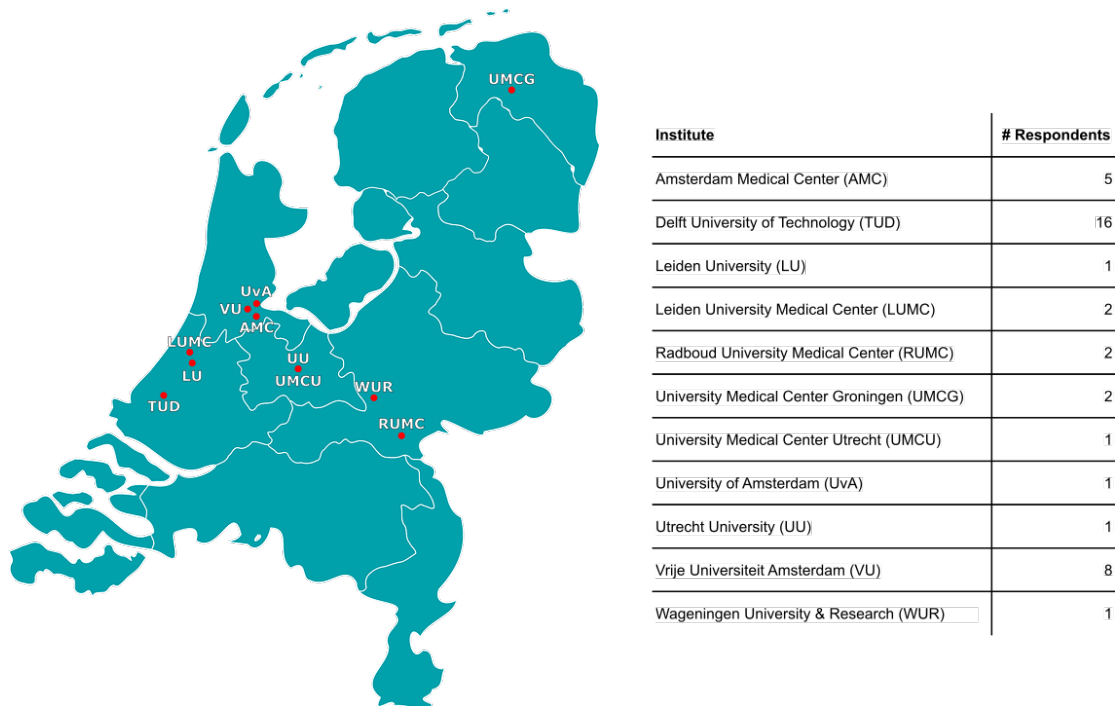 UMCG
UvA
VU
AMC
LUMC
LU
UU
UMCU
WUR
TUD
RUMC
Institute # Respondents
Amsterdam Medical Center (AMC) 5
Delft University of Technology (TUD) 16
Leiden University (LU) 1
Leiden University Medical Center (LUMC) 2
Radboud University Medical Center (RUMC) 2
University Medical Center Groningen (UMCG) 2
University Medical Center Utrecht (UMCU) 1
University of Amsterdam (UvA) 1
Utrecht University (UU) 1
Vrije Universiteit Amsterdam (VU) 8
Wageningen University & Research (WUR) 1